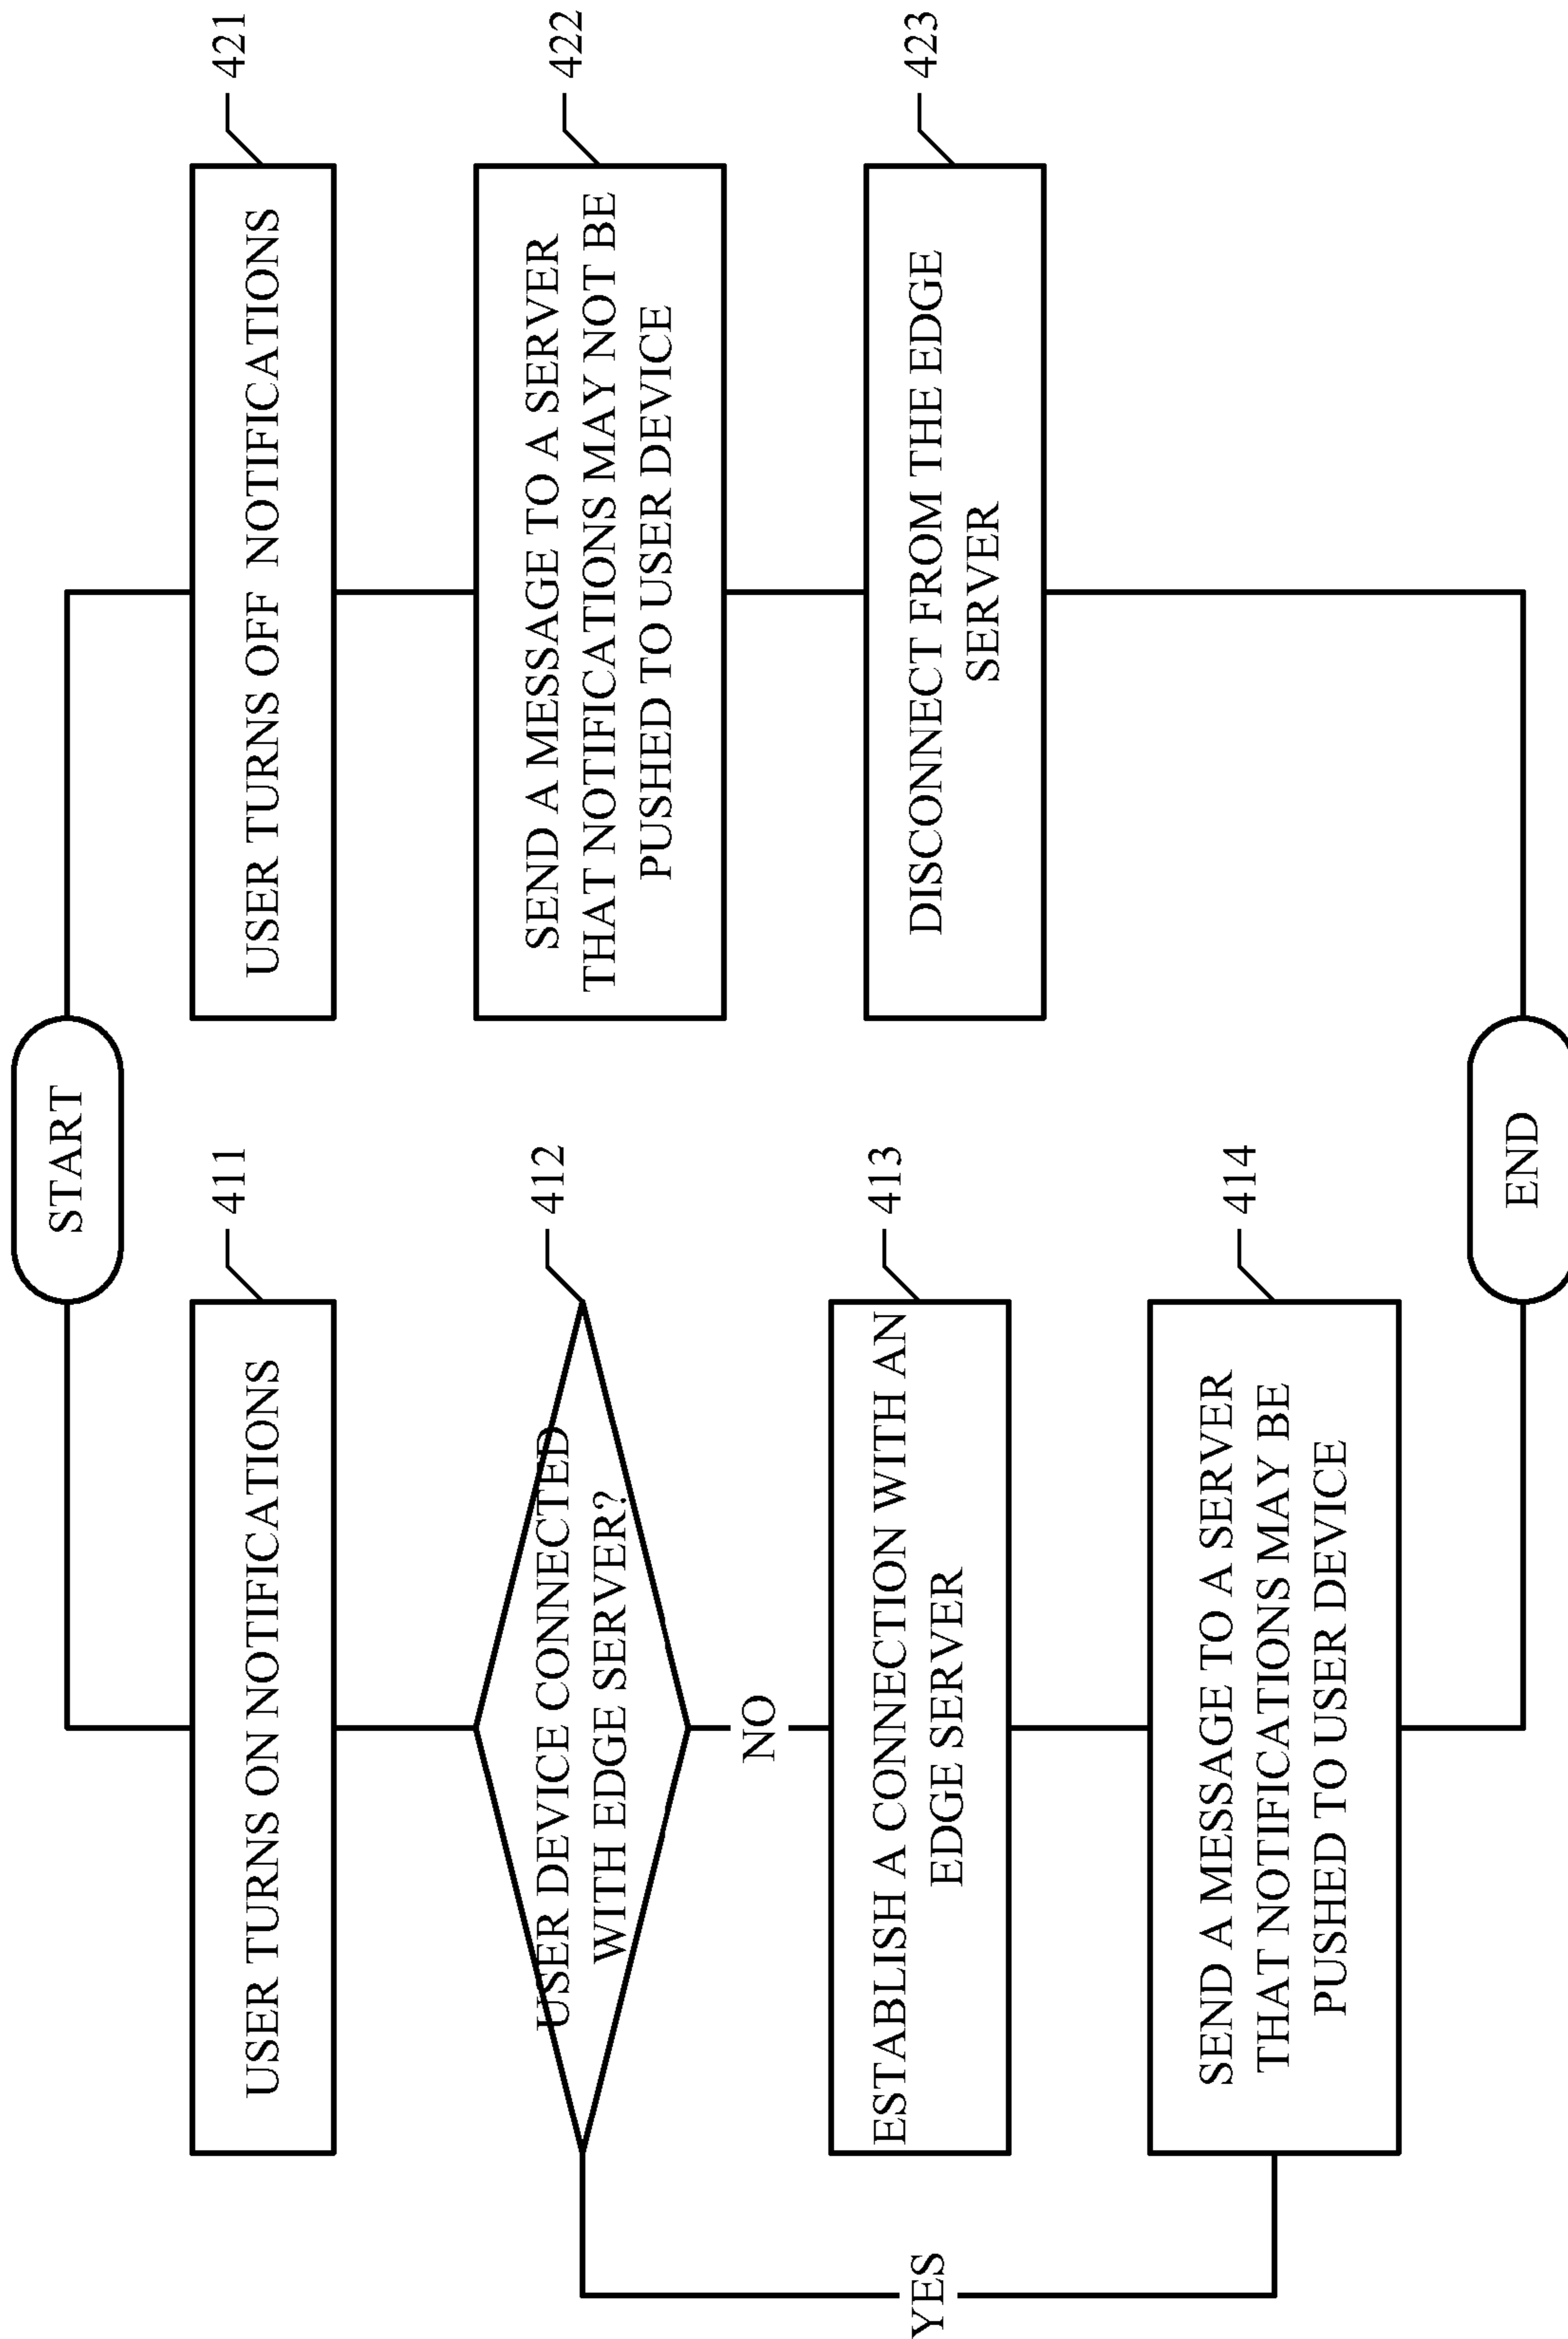 START
411
USER TURNS ON NOTIFICATIONS
412
USER DEVICE CONNECTED
WITH EDGE SERVER?
NO
YES
413
ESTABLISH A CONNECTION WITH AN
EDGE SERVER
414
SEND A MESSAGE TO A SERVER
THAT NOTIFICATIONS MAY BE
PUSHED TO USER DEVICE
421
USER TURNS OFF NOTIFICATIONS
422
SEND A MESSAGE TO A SERVER
THAT NOTIFICATIONS MAY NOT BE
PUSHED TO USER DEVICE
423
DISCONNECT FROM THE EDGE
SERVER
END